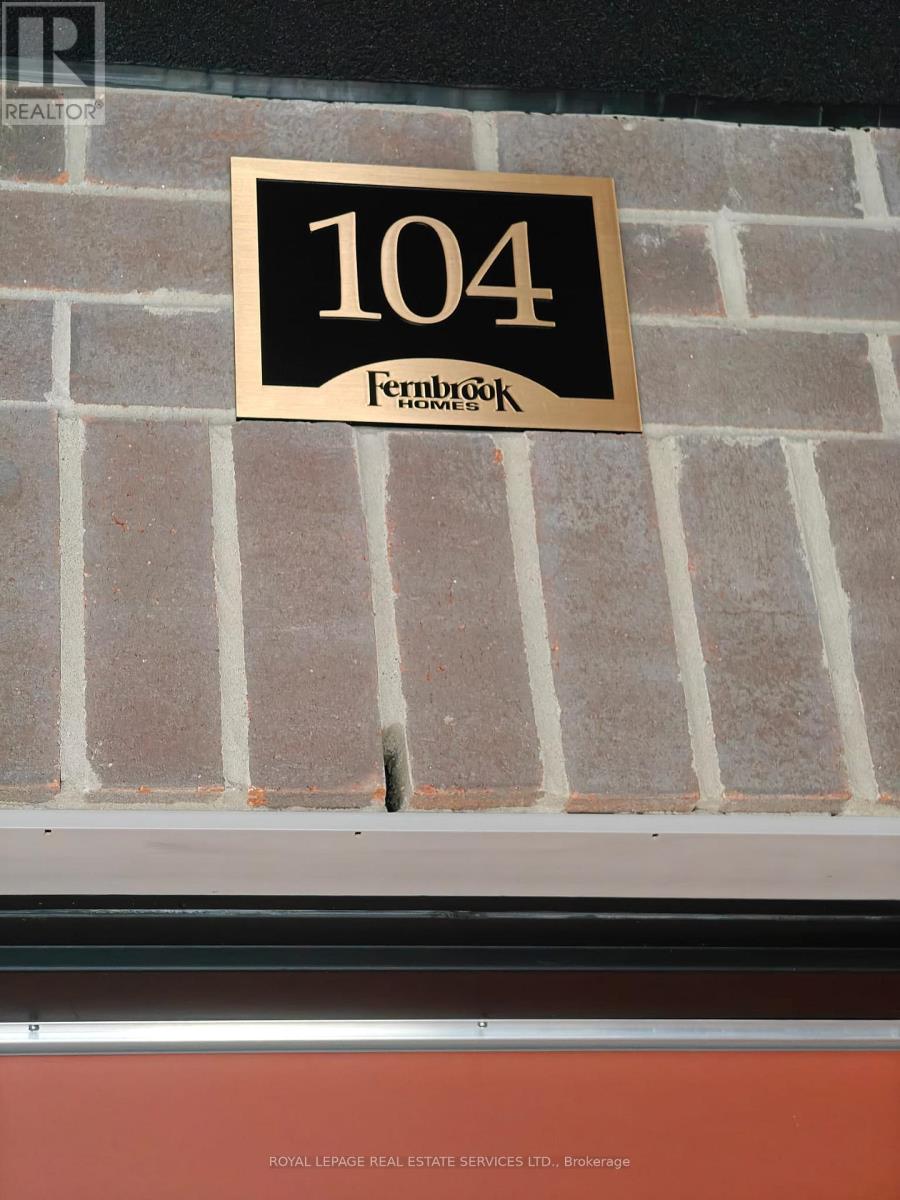 REALTOR®
104
Fernbrook
HOMES
ROYAL LEPAGE REAL ESTATE SERVICES LTD., Brokerage